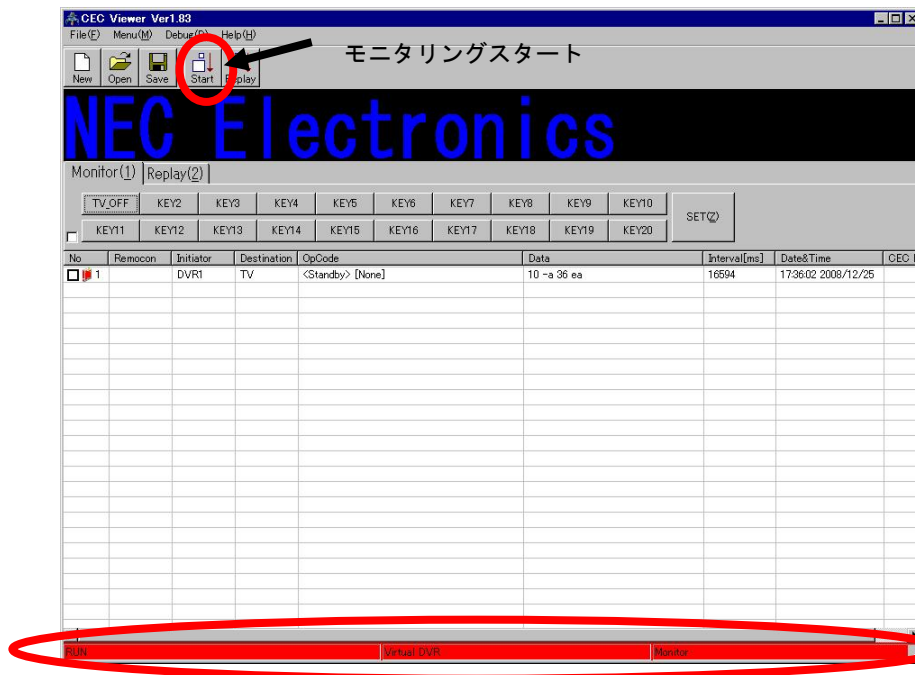 CEC Viewer Ver1.83
File(F) Menu(M) Debug(D) Help(H)
モニタリングスタート
New Open Save Start Replay
NEC Electronics
Monitor(1) Replay(2)
TV_OFF KEY2 KEY3 KEY4 KEY5 KEY6 KEY7 KEY8 KEY9 KEY10
SET(Z)
KEY11 KEY12 KEY13 KEY14 KEY15 KEY16 KEY17 KEY18 KEY19 KEY20
No Remocon Initiator Destination OpCode Data Interval[ms] Date&Time CEC
1 DVR1 TV <Standby> [None] 10 -a 36 ea 16594 17:36:02 2008/12/25
RUN Virtual DVR Monitor